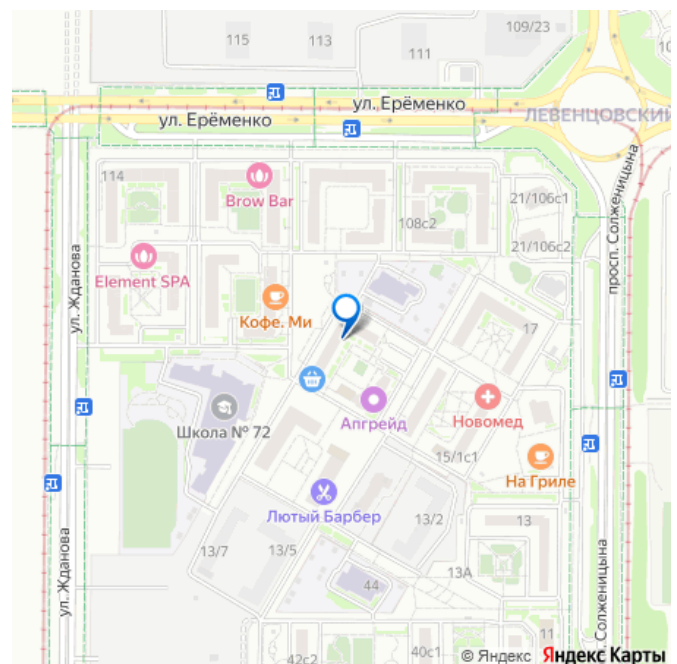 109/23
115
113
111
ул. Ерёменко
ул. Ерёменко
ЛЕВЕНЦОВСКИЙ
просп. Солженицына
114
Brow Bar
21/106с1
108с2
21/106с2
Element SPA
ул. Жданова
Кофе. Ми
17
Школа № 72
Апгрейд
Новомед
15/1с1
На Гриле
Лютый Барбер
13/2
13
13/7
13/5
ул. Жданова
13А
44
. Солженицына
11
42с2
40с1
© Яндекс Яндекс Карты